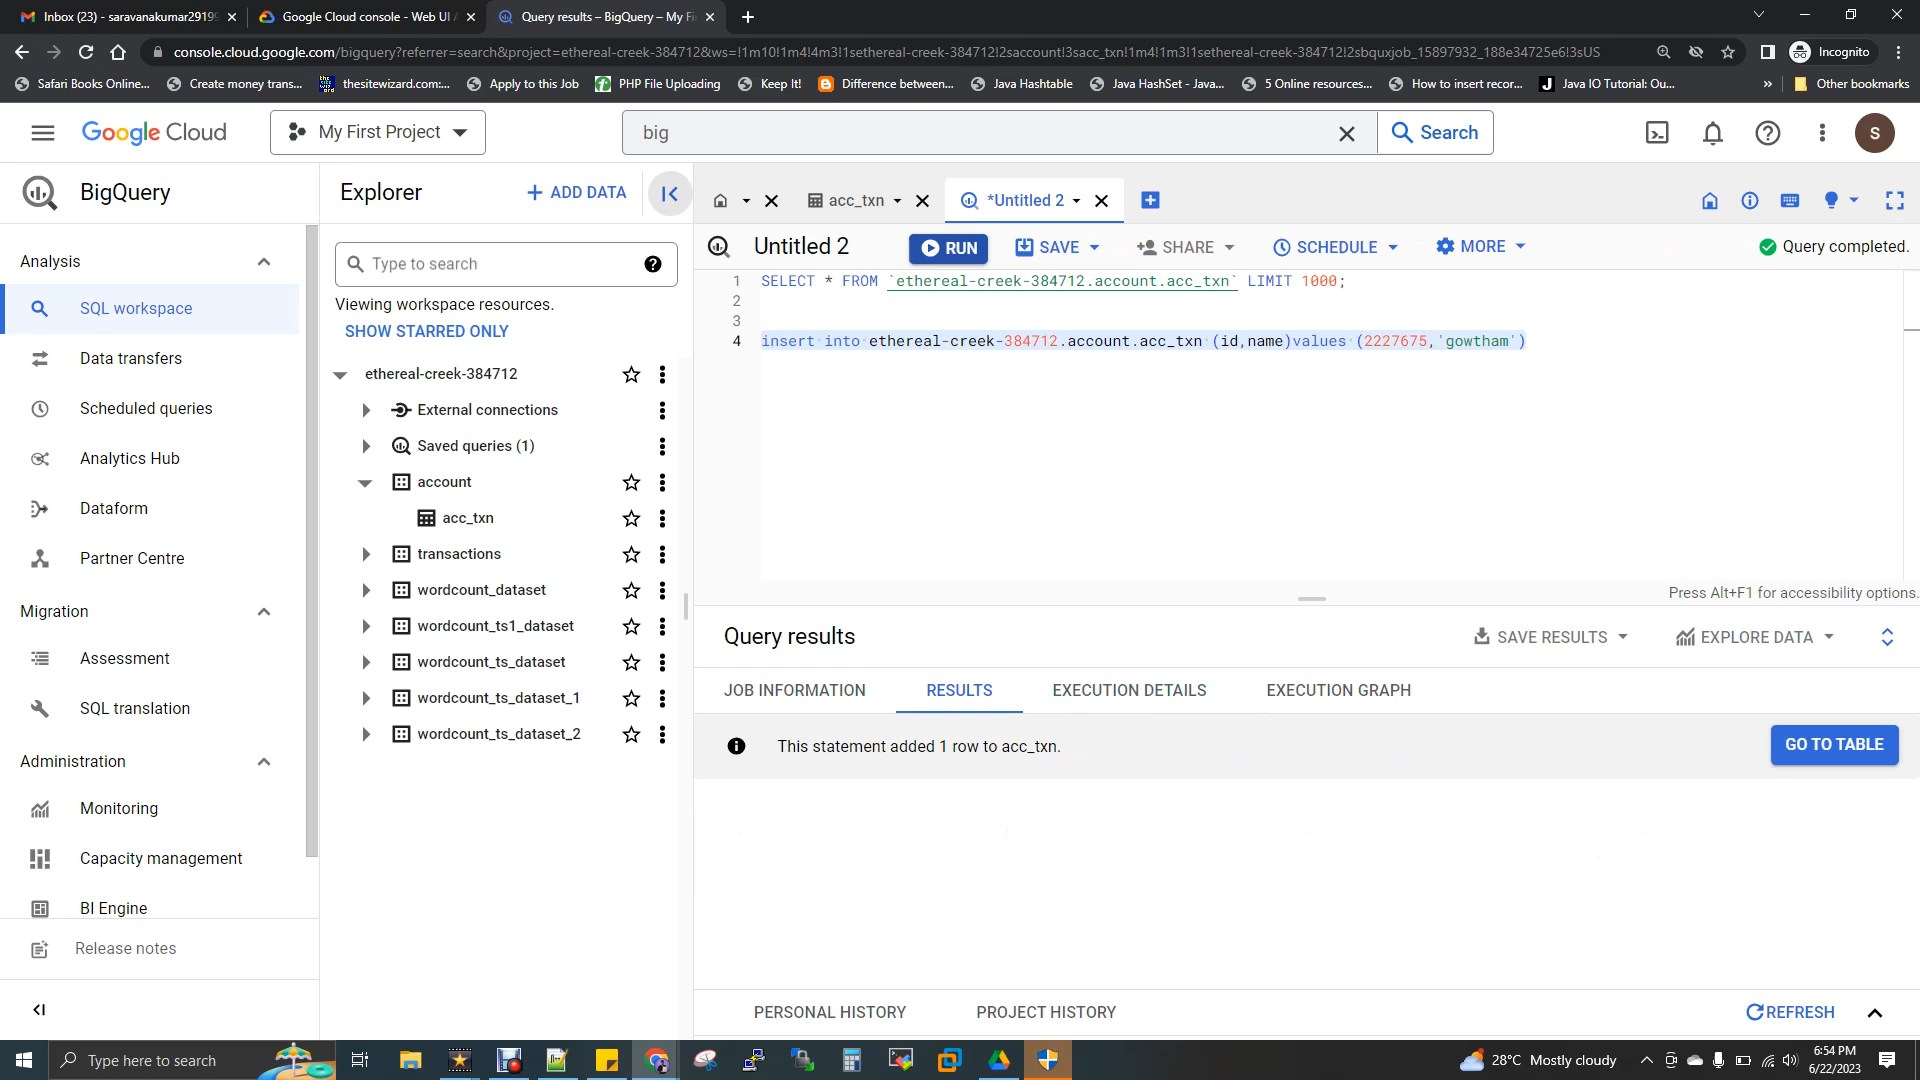 Inbox (23) - saravanakumar29199
Google Cloud console - Web UI A
Query results – BigQuery – My Fi
console.cloud.google.com/bigquery?referrer=search&project=ethereal-creek-384712&ws=!1m10!1m4!4m3!1sethereal-creek-384712!2saccount!3sacc_txn!1m4!1m3!1sethereal-creek-384712!2sbquxjob_15897932_188e34725e6!3sUS
Incognito
Safari Books Online...
Create money trans...
thesitewizard.com:...
Apply to this Job
PHP File Uploading
Keep It!
Difference between...
Java Hashtable
Java HashSet - Java...
5 Online resources...
How to insert recor...
Java IO Tutorial: Ou...
»
Other bookmarks
Google Cloud
My First Project
big
Search
S
BigQuery
Explorer
+ ADD DATA
acc_txn
*Untitled 2
Analysis
SQL workspace
Data transfers
Scheduled queries
Analytics Hub
Dataform
Partner Centre
Migration
Assessment
SQL translation
Administration
Monitoring
Capacity management
BI Engine
Release notes
Type to search
Viewing workspace resources.
SHOW STARRED ONLY
ethereal-creek-384712
External connections
Saved queries (1)
account
acc_txn
transactions
wordcount_dataset
wordcount_ts1_dataset
wordcount_ts_dataset
wordcount_ts_dataset_1
wordcount_ts_dataset_2
Untitled 2
RUN
SAVE
SHARE
SCHEDULE
MORE
Query completed.
1 SELECT * FROM `ethereal-creek-384712.account.acc_txn` LIMIT 1000;
2
3
4 insert into ethereal-creek-384712.account.acc_txn (id,name)values (2227675,'gowtham')
Press Alt+F1 for accessibility options.
Query results
SAVE RESULTS
EXPLORE DATA
JOB INFORMATION
RESULTS
EXECUTION DETAILS
EXECUTION GRAPH
This statement added 1 row to acc_txn.
GO TO TABLE
PERSONAL HISTORY
PROJECT HISTORY
REFRESH
Type here to search
28°C Mostly cloudy
6:54 PM
6/22/2023